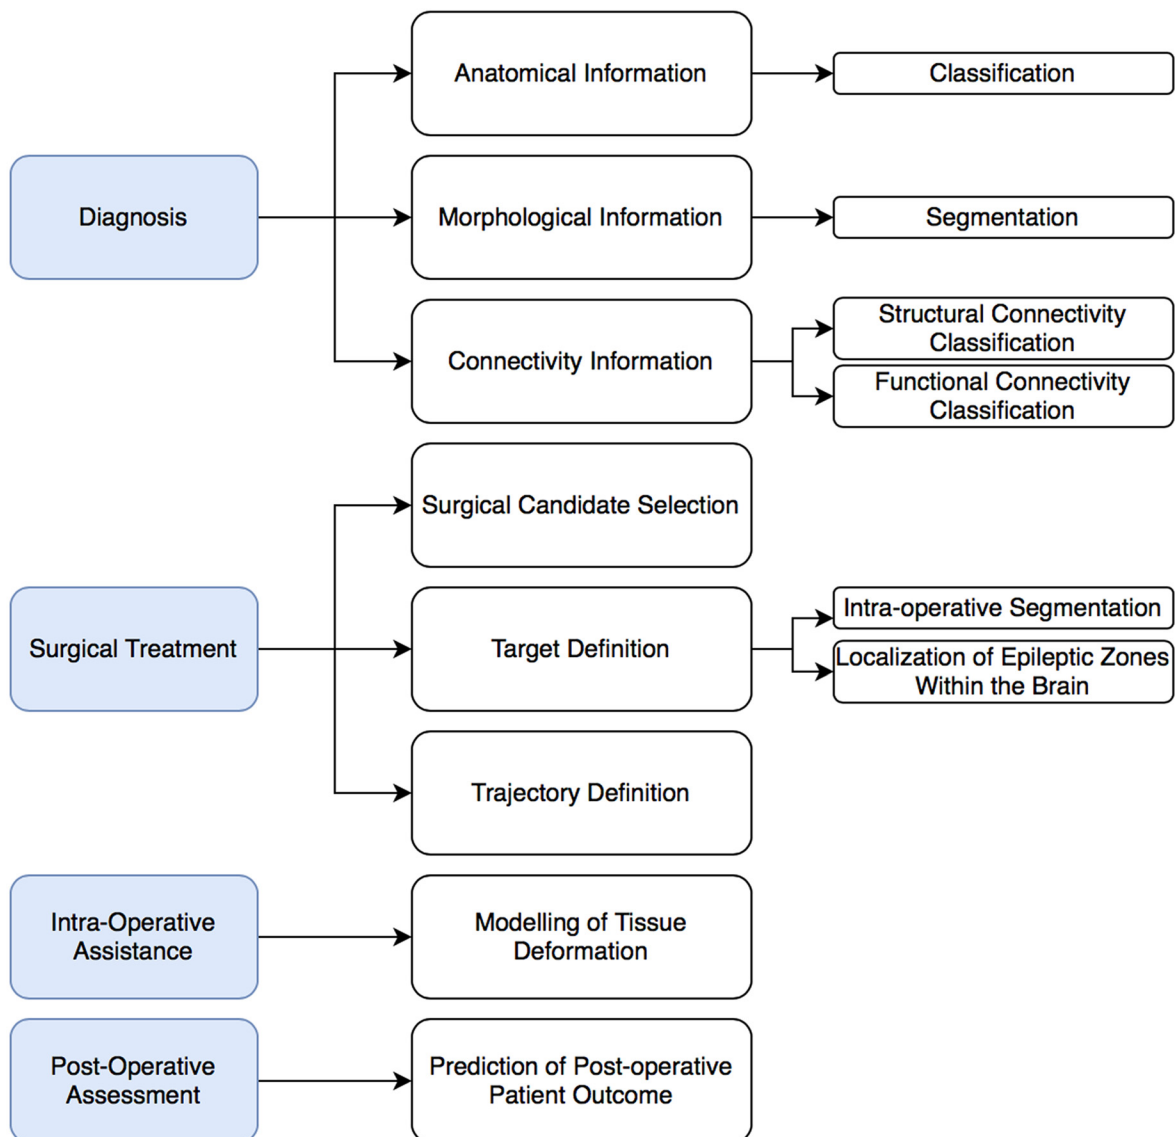 Anatomical Information
Classification
Diagnosis
Morphological Information
Segmentation
Connectivity Information
Structural Connectivity
Classification
Functional Connectivity
Classification
Surgical Candidate Selection
Surgical Treatment
Target Definition
Intra-operative Segmentation
Localization of Epileptic Zones
Within the Brain
Trajectory Definition
Intra-Operative
Assistance
Modelling of Tissue
Deformation
Post-Operative
Assessment
Prediction of Post-operative
Patient Outcome